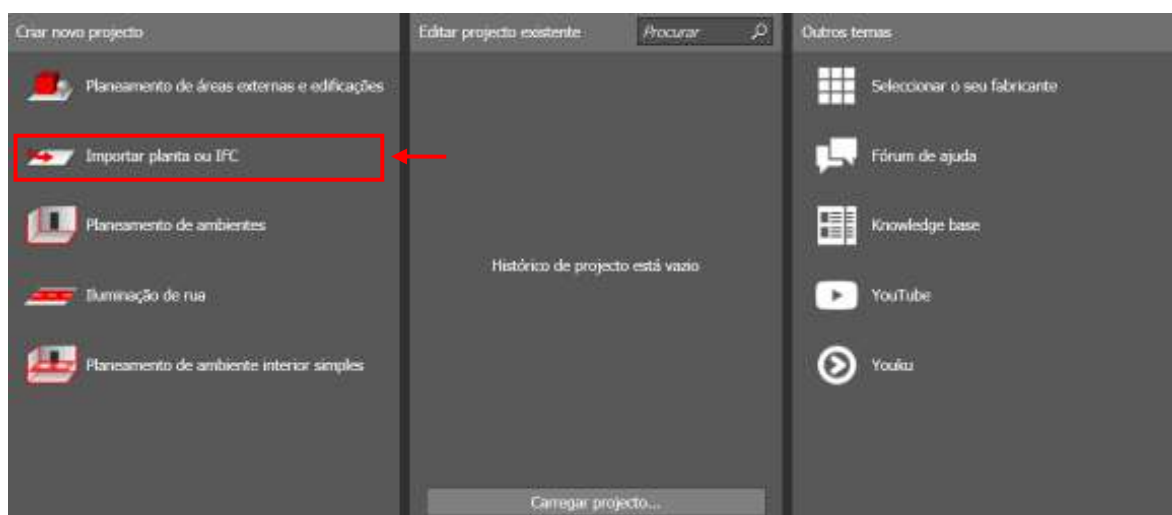 Criar novo projecto
Planeamento de áreas externas e edificações
Importar planta ou IFC
Planeamento de ambientes
Iluminação de rua
Planeamento de ambiente interior simples
Editar projecto existente
Procurar
Histórico de projecto está vazio
Carregar projecto...
Outros temas
Seleccionar o seu fabricante
Fórum de ajuda
Knowledge base
YouTube
Youku